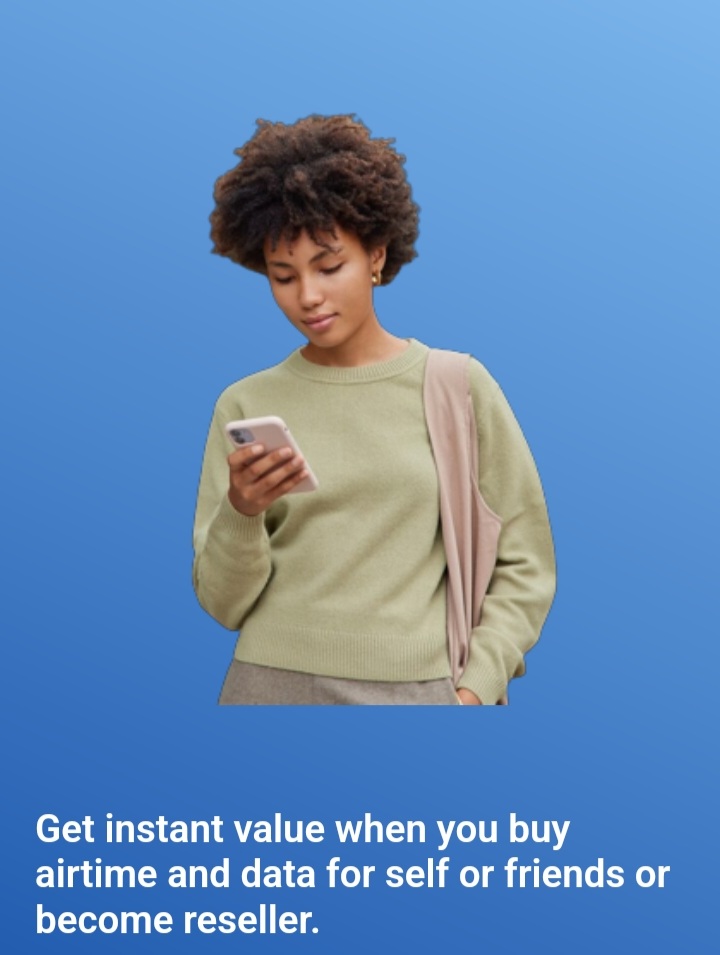 Get instant value when you buy
airtime and data for self or friends or
become reseller.